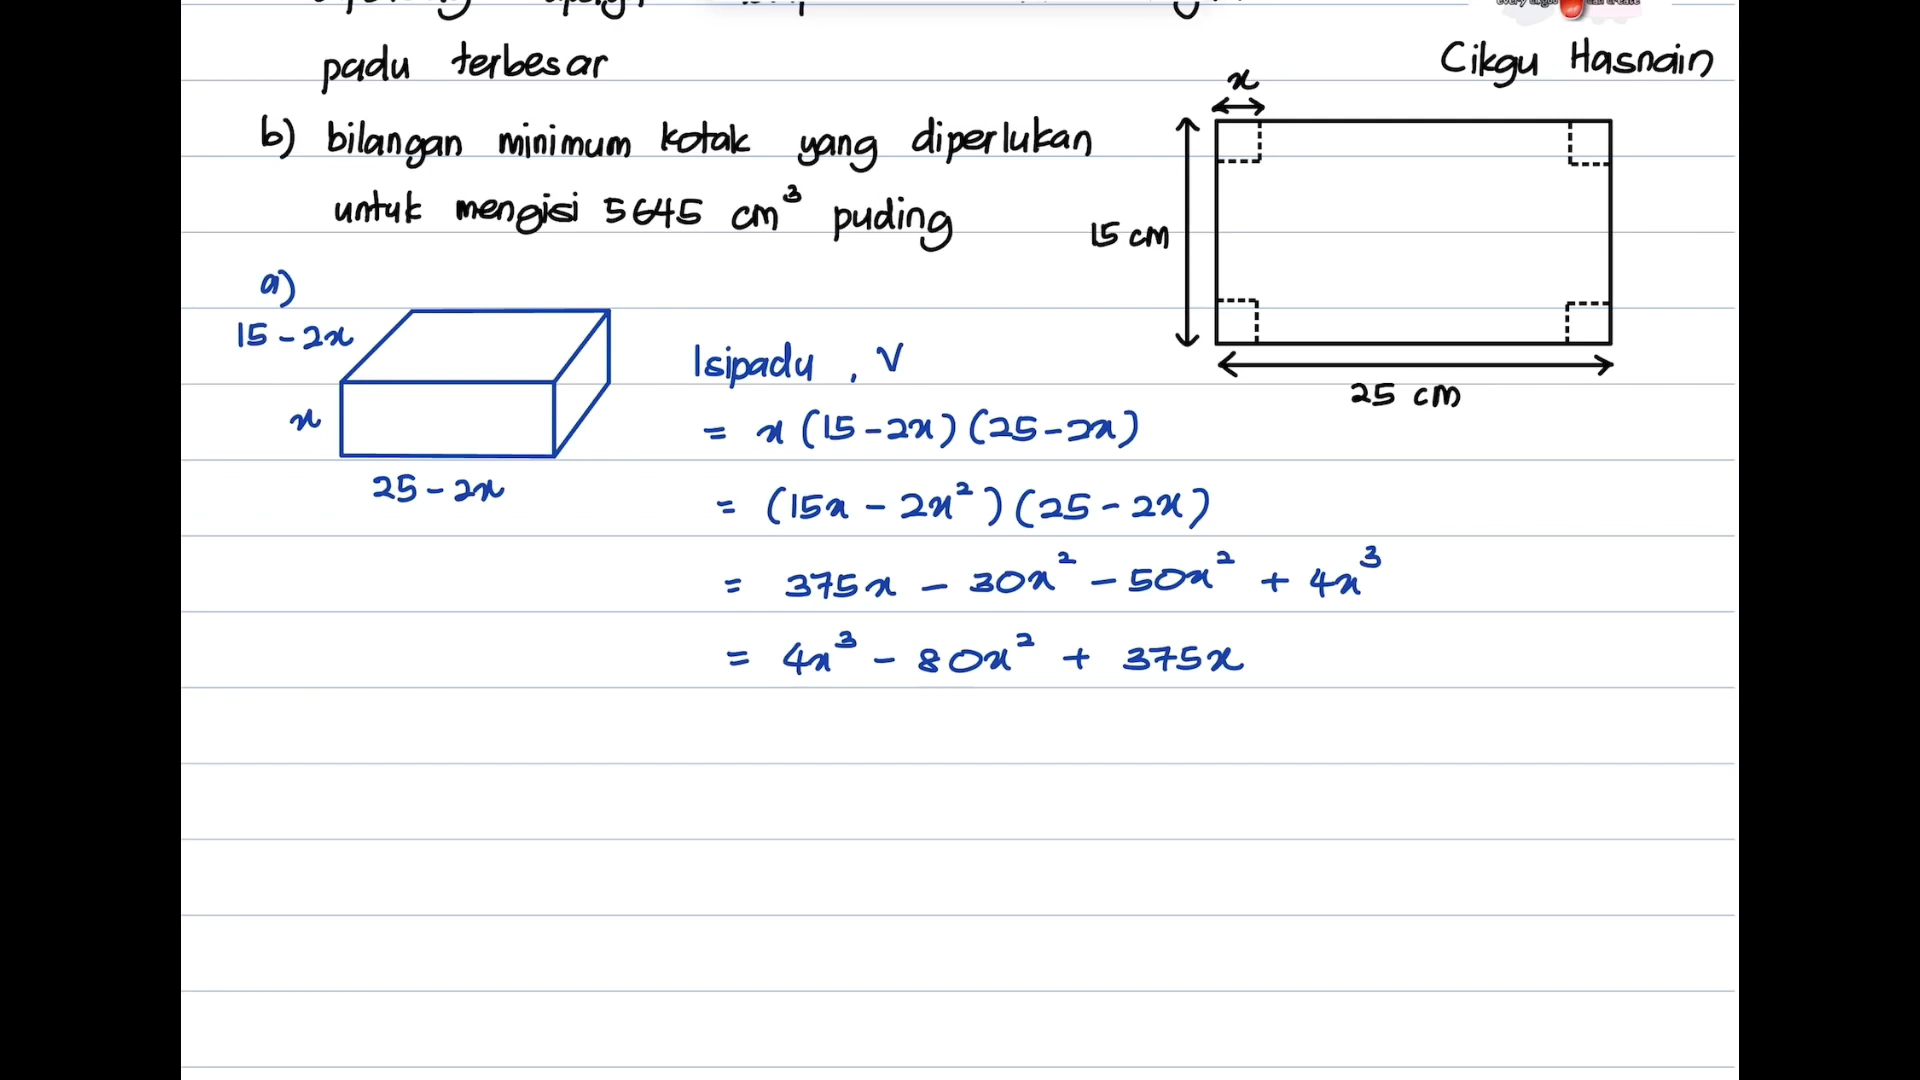 padu terbesar
Cikgu Hasnain
b) bilangan minimum kotak yang diperlukan
untuk mengisi 5645 cm³ puding
x
15 cm
25 cm
a)
15 - 2x
x
25 - 2x
Isipadu , V
= x (15 - 2x) (25 - 2x)
= (15x - 2x²) (25 - 2x)
= 375x - 30x² - 50x² + 4x³
= 4x³ - 80x² + 375x